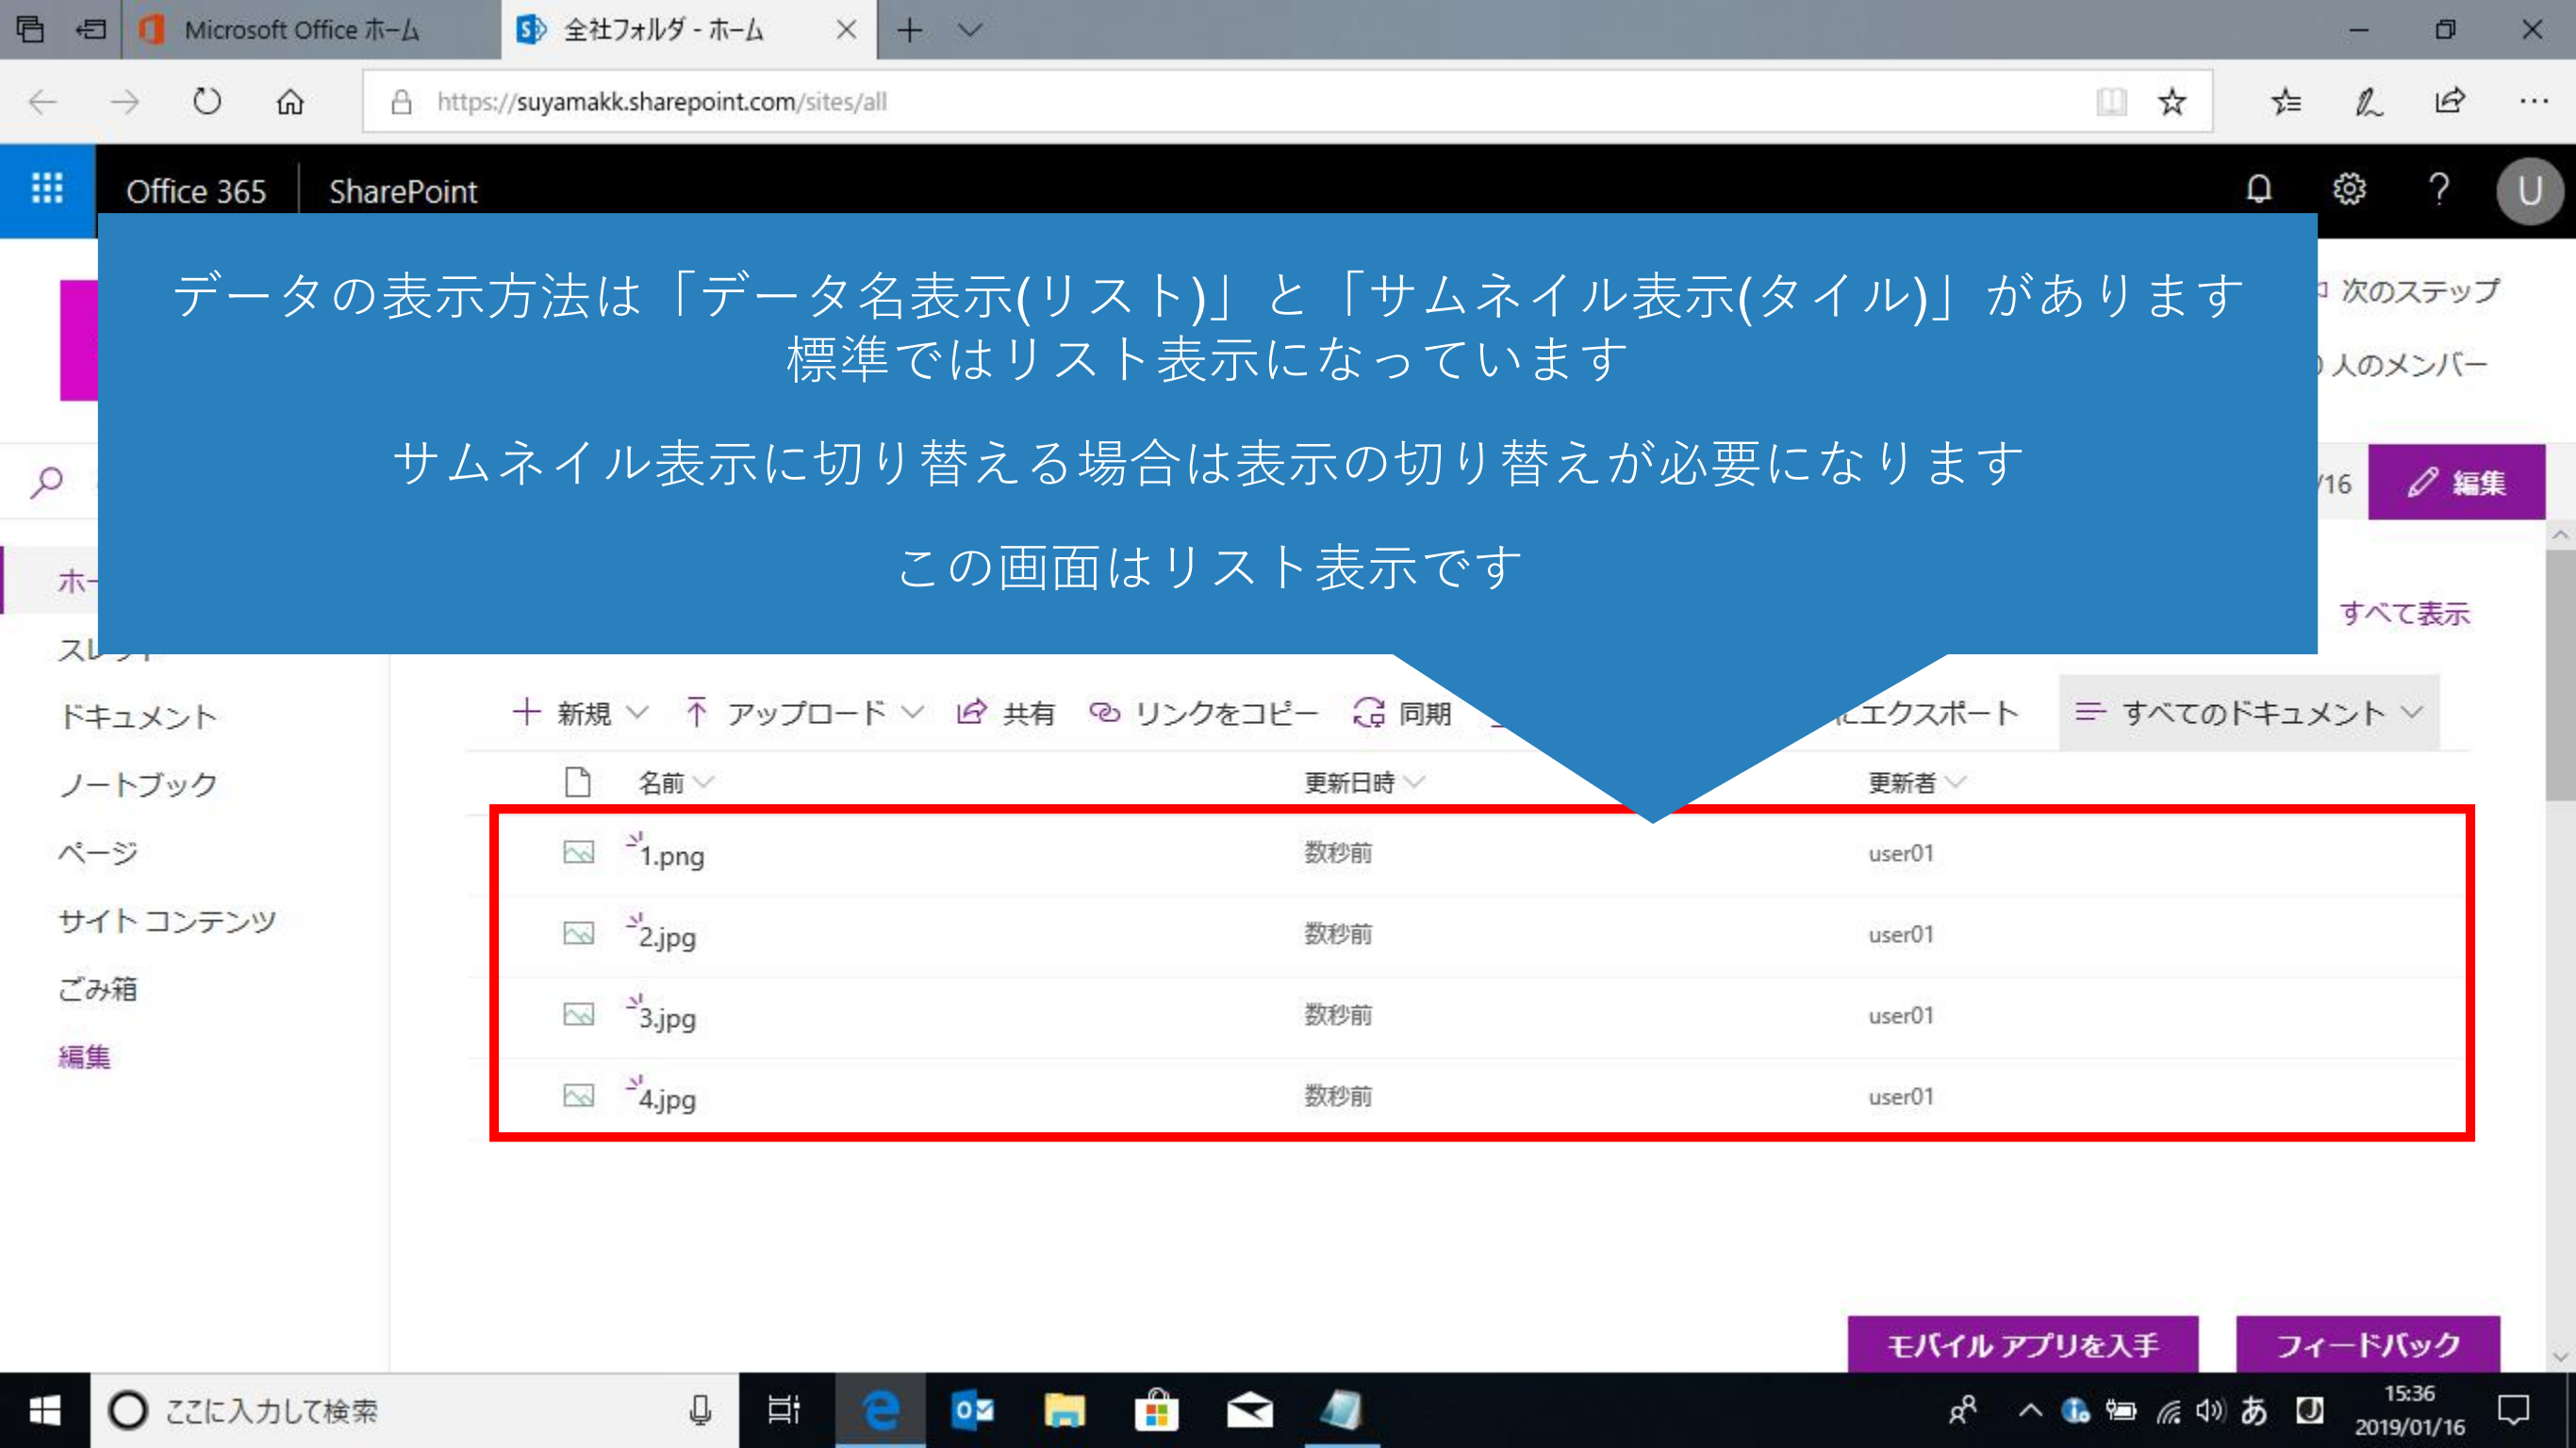 Microsoft Office ホーム
全社フォルダ - ホーム
https://suyamakk.sharepoint.com/sites/all
Office 365
SharePoint
U
データの表示方法は「データ名表示(リスト)」と「サムネイル表示(タイル)」があります
標準ではリスト表示になっています
サムネイル表示に切り替える場合は表示の切り替えが必要になります
この画面はリスト表示です
次のステップ
人のメンバー
/16
編集
すべて表示
ドキュメント
ノートブック
ページ
サイト コンテンツ
ごみ箱
編集
新規
アップロード
共有
リンクをコピー
同期
にエクスポート
すべてのドキュメント
名前
更新日時
更新者
1.png
数秒前
user01
2.jpg
数秒前
user01
3.jpg
数秒前
user01
4.jpg
数秒前
user01
モバイル アプリを入手
フィードバック
ここに入力して検索
あ
15:36
2019/01/16